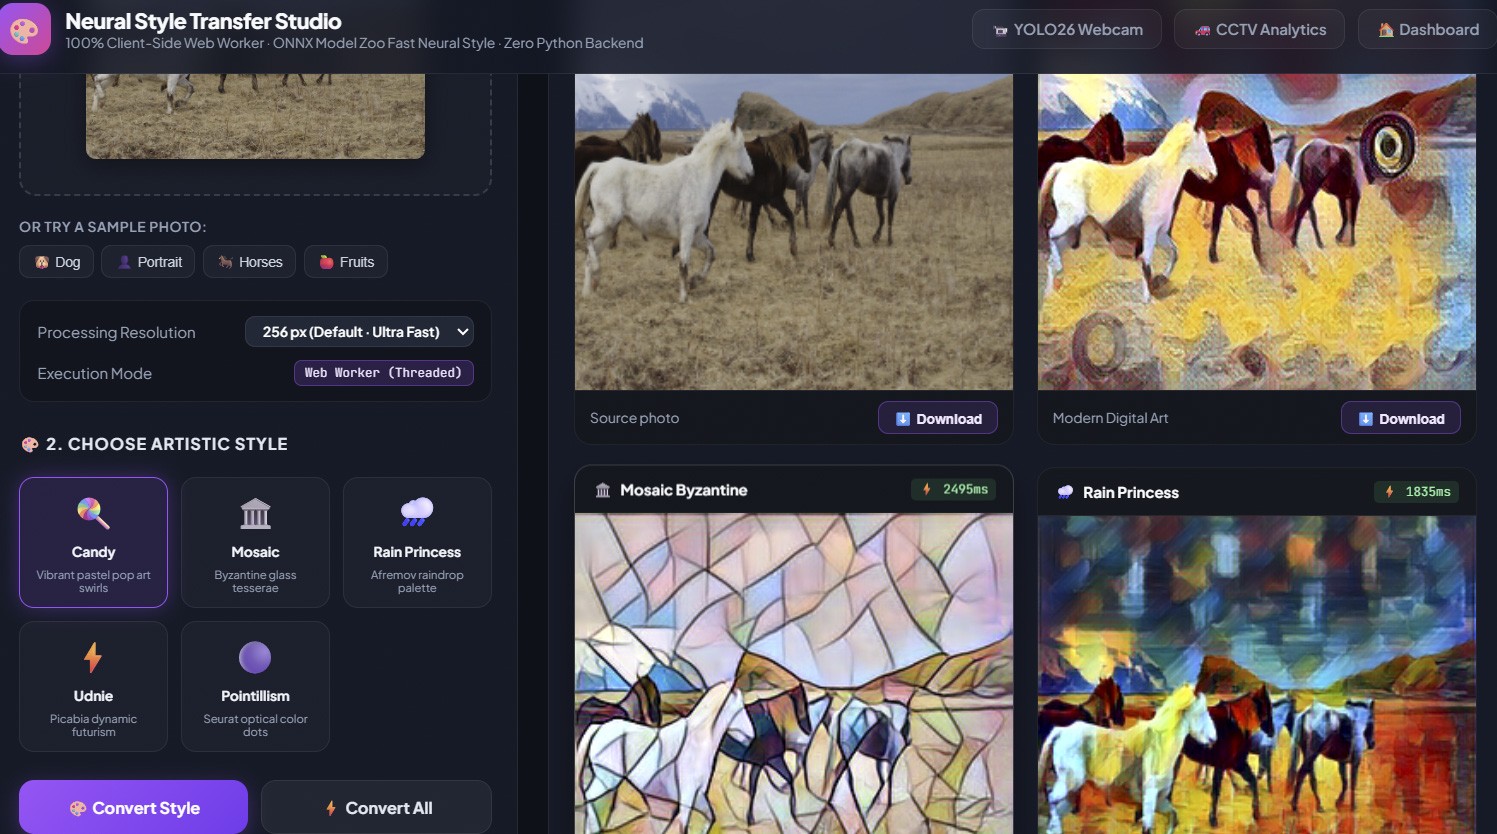 Neural Style Transfer Studio
100% Client-Side Web Worker · ONNX Model Zoo Fast Neural Style · Zero Python Backend
YOLO26 Webcam
CCTV Analytics
Dashboard
OR TRY A SAMPLE PHOTO:
Dog
Portrait
Horses
Fruits
Processing Resolution
256 px (Default · Ultra Fast)
Execution Mode
Web Worker (Threaded)
2. CHOOSE ARTISTIC STYLE
Candy
Vibrant pastel pop art
swirls
Mosaic
Byzantine glass
tesserae
Rain Princess
Afremov raindrop
palette
Udnie
Picabia dynamic
futurism
Pointillism
Seurat optical color
dots
Convert Style
Convert All
Source photo
Download
Modern Digital Art
Download
Mosaic Byzantine
2495ms
Rain Princess
1835ms